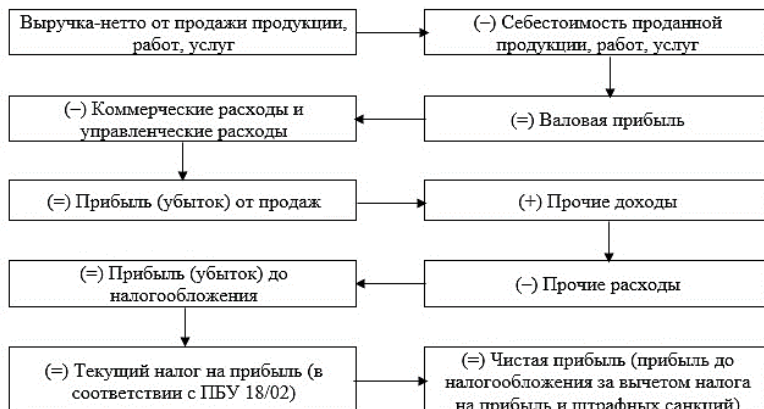 Выручка-нетто от продажи продукции,
работ, услуг
(–) Себестоимость проданной
продукции, работ, услуг
(–) Коммерческие расходы и
управленческие расходы
(=) Валовая прибыль
(=) Прибыль (убыток) от продаж
(+) Прочие доходы
(=) Прибыль (убыток) до
налогообложения
(–) Прочие расходы
(=) Текущий налог на прибыль (в
соответствии с ПБУ 18/02)
(=) Чистая прибыль (прибыль до
налогообложения за вычетом налога
на прибыль и штрафных санкций)